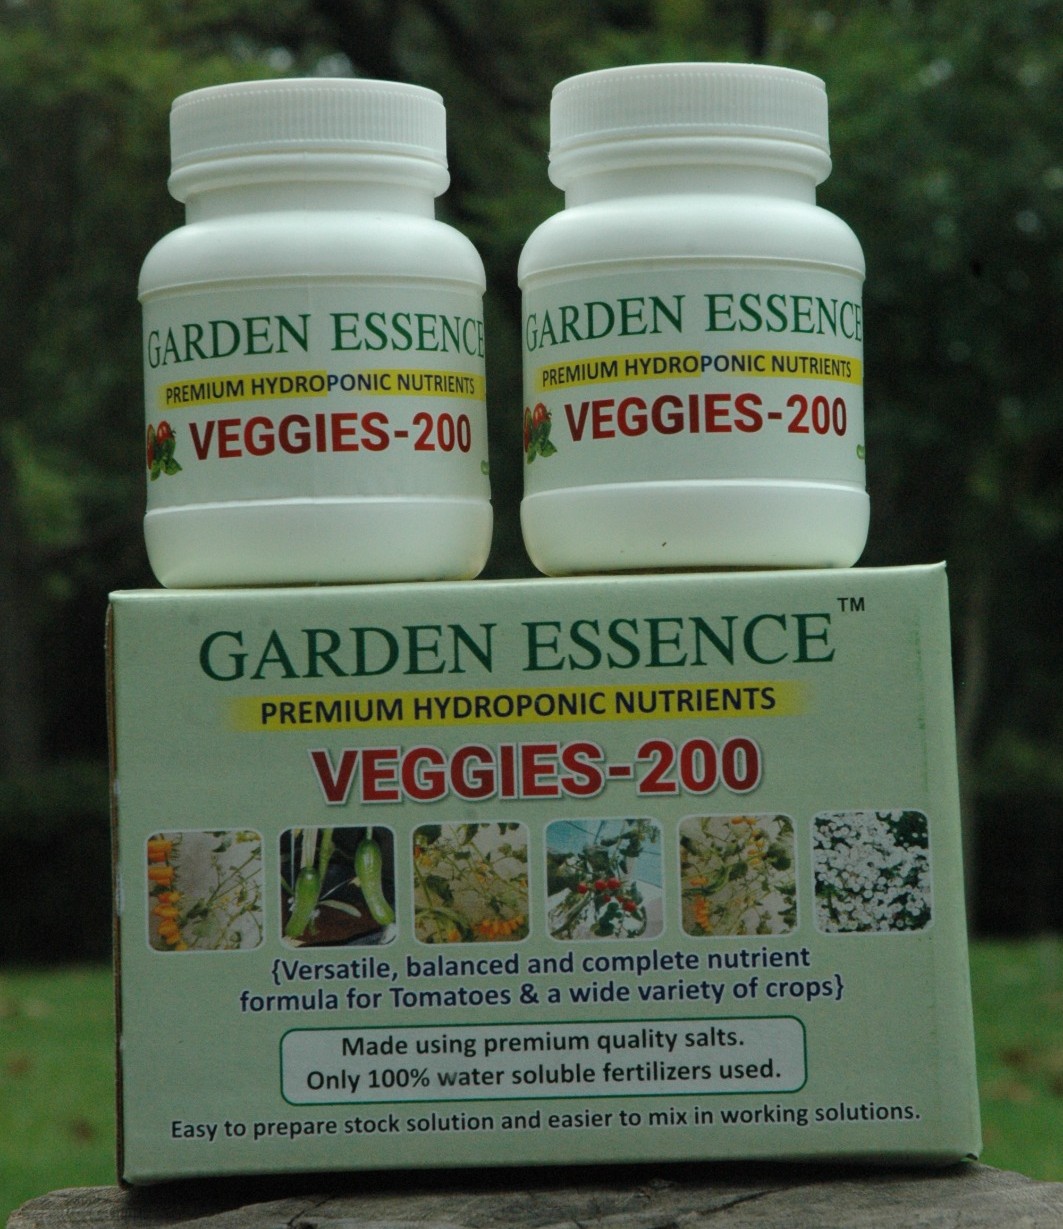 GARDEN ESSENCE
PREMIUM HYDROPONIC NUTRIENTS
VEGGIES-200
GARDEN ESSENCE
PREMIUM HYDROPONIC NUTRIENTS
VEGGIES-200
GARDEN ESSENCE™
PREMIUM HYDROPONIC NUTRIENTS
VEGGIES-200
{Versatile, balanced and complete nutrient
formula for Tomatoes & a wide variety of crops}
Made using premium quality salts.
Only 100% water soluble fertilizers used.
Easy to prepare stock solution and easier to mix in working solutions.